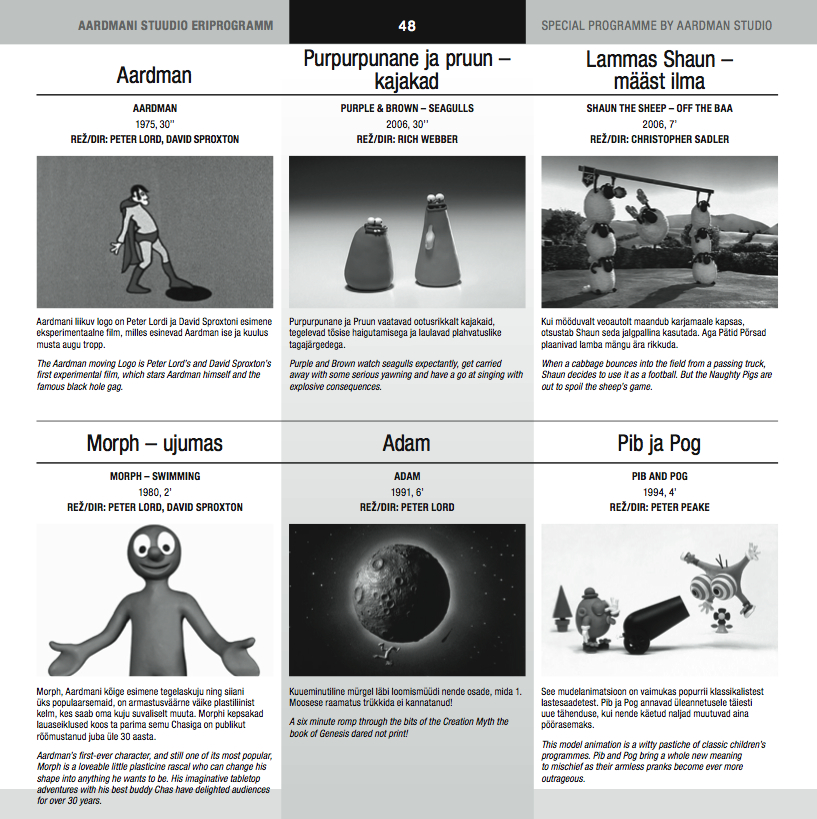 AARDMANI STUUDIO ERIPROGRAMM
48
SPECIAL PROGRAMME BY AARDMAN STUDIO
Aardman
AARDMAN
1975, 30’’
REŽ/DIR: PETER LORD, DAVID SPROXTON
Aardmani liikuv logo on Peter Lordi ja David Sproxtoni esimene
eksperimentaalne film, milles esinevad Aardman ise ja kuulus
musta augu tropp.
The Aardman moving Logo is Peter Lord’s and David Sproxton’s
first experimental film, which stars Aardman himself and the
famous black hole gag.
Purpurpunane ja pruun –
kajakad
PURPLE & BROWN – SEAGULLS
2006, 30’’
REŽ/DIR: RICH WEBBER
Purpurpunane ja Pruun vaatavad ootusrikkalt kajakaid,
tegelevad tõsise haigutamisega ja laulavad plahvatuslike
tagajärgedega.
Purple and Brown watch seagulls expectantly, get carried
away with some serious yawning and have a go at singing with
explosive consequences.
Lammas Shaun –
määst ilma
SHAUN THE SHEEP – OFF THE BAA
2006, 7’
REŽ/DIR: CHRISTOPHER SADLER
Kui mööduvalt veoautolt maandub karjamaale kapsas,
otsustab Shaun seda jalgpallina kasutada. Aga Pätid Põrsad
plaanivad lamba mängu ära rikkuda.
When a cabbage bounces into the field from a passing truck,
Shaun decides to use it as a football. But the Naughty Pigs are
out to spoil the sheep’s game.
Morph – ujumas
MORPH – SWIMMING
1980, 2’
REŽ/DIR: PETER LORD, DAVID SPROXTON
Morph, Aardmani kõige esimene tegelaskuju ning siiani
üks populaarsemaid, on armastusväärne väike plastiliinist
kelm, kes saab oma kuju suvaliselt muuta. Morphi kepsakad
lauaseiklused koos ta parima semu Chasiga on publikut
rõõmustanud juba üle 30 aasta.
Aardman’s first-ever character, and still one of its most popular,
Morph is a loveable little plasticine rascal who can change his
shape into anything he wants to be. His imaginative tabletop
adventures with his best buddy Chas have delighted audiences
for over 30 years.
Adam
ADAM
1991, 6’
REŽ/DIR: PETER LORD
Kuueminutiline mürgel läbi loomismüüdi nende osade, mida 1.
Moosese raamatus trükkida ei kannatanud!
A six minute romp through the bits of the Creation Myth the
book of Genesis dared not print!
Pib ja Pog
PIB AND POG
1994, 4’
REŽ/DIR: PETER PEAKE
See mudelanimatsioon on vaimukas popurrii klassikalistest
lastesaadetest. Pib ja Pog annavad üleannetusele täiesti
uue tähenduse, kui nende käetud naljad muutuvad aina
pöörasemaks.
This model animation is a witty pastiche of classic children’s
programmes. Pib and Pog bring a whole new meaning
to mischief as their armless pranks become ever more
outrageous.